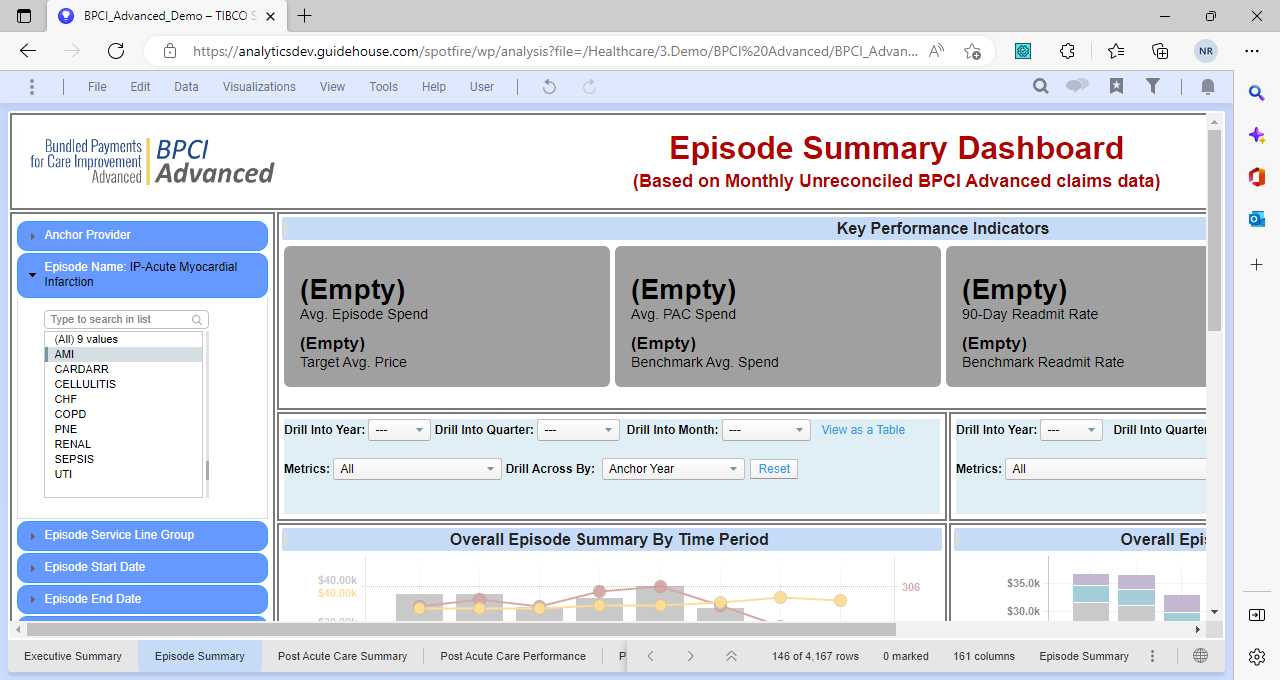 BPCI_Advanced_Demo – TIBCO S
https://analyticsdev.guidehouse.com/spotfire/wp/analysis?file=/Healthcare/3.Demo/BPCI%20Advanced/BPCI_Advan...
NR
File Edit Data Visualizations View Tools Help User
Bundled Payments
for Care Improvement
Advanced
BPCI
Advanced
Episode Summary Dashboard
(Based on Monthly Unreconciled BPCI Advanced claims data)
Anchor Provider
Episode Name: IP-Acute Myocardial
Infarction
Type to search in list
(All) 9 values
AMI
CARDARR
CELLULITIS
CHF
COPD
PNE
RENAL
SEPSIS
UTI
Episode Service Line Group
Episode Start Date
Episode End Date
Key Performance Indicators
(Empty)
Avg. Episode Spend
(Empty)
Target Avg. Price
(Empty)
Avg. PAC Spend
(Empty)
Benchmark Avg. Spend
(Empty)
90-Day Readmit Rate
(Empty)
Benchmark Readmit Rate
Drill Into Year: --- Drill Into Quarter: --- Drill Into Month: --- View as a Table
Metrics: All Drill Across By: Anchor Year Reset
Drill Into Year: --- Drill Into Quarter
Metrics: All
Overall Episode Summary By Time Period
$40.00k
$40.00k
306
Overall Epi
$35.0k
$30.0k
Executive Summary Episode Summary Post Acute Care Summary Post Acute Care Performance P
146 of 4,167 rows 0 marked 161 columns Episode Summary